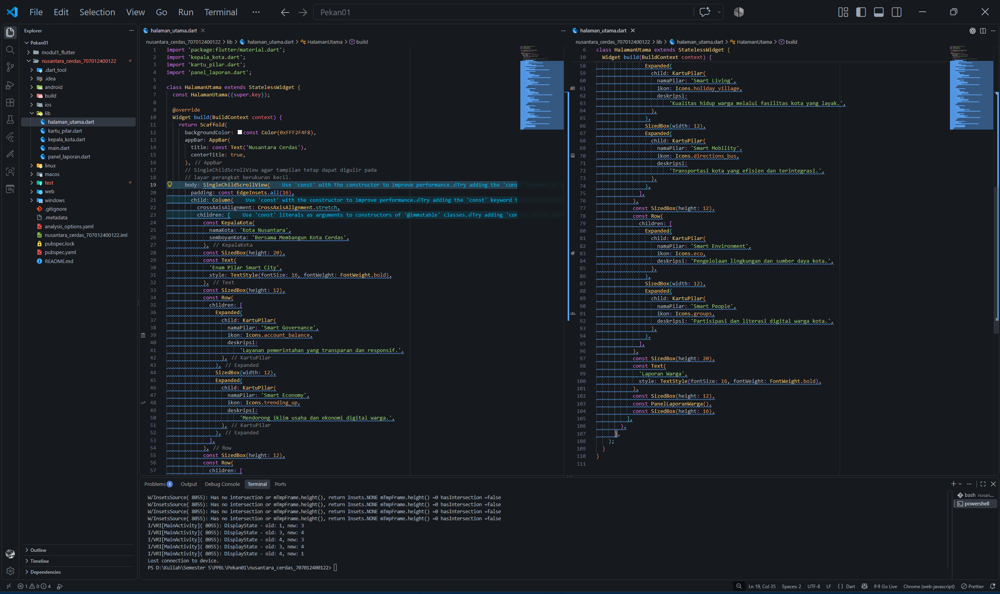 File Edit Selection View Go Run Terminal ··· Pekan01
Explorer
Pekan01
modul1_flutter
nusantara_cerdas_707012400122
.dart_tool
.idea
android
build
ios
lib
halaman_utama.dart
kartu_pilar.dart
kepala_kota.dart
main.dart
panel_laporan.dart
linux
macos
test
web
windows
.gitignore
.metadata
analysis_options.yaml
nusantara_cerdas_707012400122.iml
pubspec.lock
pubspec.yaml
README.md
Outline
Timeline
Dependencies
halaman_utama.dart
nusantara_cerdas_707012400122 > lib > halaman_utama.dart > HalamanUtama > build
1 import 'package:flutter/material.dart';
2 import 'kepala_kota.dart';
3 import 'kartu_pilar.dart';
4 import 'panel_laporan.dart';
5
6 class HalamanUtama extends StatelessWidget {
7 const HalamanUtama({super.key});
8
9 @override
10 Widget build(BuildContext context) {
11 return Scaffold(
12 backgroundColor: const Color(0xFFF2F4F8),
13 appBar: AppBar(
14 title: const Text('Nusantara Cerdas'),
15 centerTitle: true,
16 ), // AppBar
17 // SingleChildScrollView agar tampilan tetap dapat digulir pada
18 // layar perangkat berukuran kecil.
19 body: SingleChildScrollView( Use 'const' with the constructor to improve performance.⏎Try adding the 'const' keyword to
20 padding: const EdgeInsets.all(16),
21 child: Column( Use 'const' with the constructor to improve performance.⏎Try adding the 'const' keyword to the
22 crossAxisAlignment: CrossAxisAlignment.stretch,
23 children: [ Use 'const' literals as arguments to constructors of '@immutable' classes.⏎Try adding 'const' before the
24 const KepalaKota(
25 namaKota: 'Kota Nusantara',
26 semboyanKota: 'Bersama Membangun Kota Cerdas',
27 ), // KepalaKota
28 const SizedBox(height: 20),
29 const Text(
30 'Enam Pilar Smart City',
31 style: TextStyle(fontSize: 16, fontWeight: FontWeight.bold),
32 ), // Text
33 const SizedBox(height: 12),
34 const Row(
35 children: [
36 Expanded(
37 child: KartuPilar(
38 namaPilar: 'Smart Governance',
39 ikon: Icons.account_balance,
40 deskripsi:
41 'Layanan pemerintahan yang transparan dan responsif.',
42 ), // KartuPilar
43 ), // Expanded
44 SizedBox(width: 12),
45 Expanded(
46 child: KartuPilar(
47 namaPilar: 'Smart Economy',
48 ikon: Icons.trending_up,
49 deskripsi:
50 'Mendorong iklim usaha dan ekonomi digital warga.',
51 ), // KartuPilar
52 ), // Expanded
53 ],
54 ), // Row
55 const SizedBox(height: 12),
56 const Row(
57 children: [
halaman_utama.dart
nusantara_cerdas_707012400122 > lib > halaman_utama.dart > HalamanUtama > build
6 class HalamanUtama extends StatelessWidget {
10 Widget build(BuildContext context) {
58 Expanded(
59 child: KartuPilar(
60 namaPilar: 'Smart Living',
61 ikon: Icons.holiday_village,
62 deskripsi:
63 'Kualitas hidup warga melalui fasilitas kota yang layak.',
64 ),
65 ),
66 SizedBox(width: 12),
67 Expanded(
68 child: KartuPilar(
69 namaPilar: 'Smart Mobility',
70 ikon: Icons.directions_bus,
71 deskripsi:
72 'Transportasi kota yang efisien dan terintegrasi.',
73 ),
74 ),
75 ],
76 ),
77 const SizedBox(height: 12),
78 const Row(
79 children: [
80 Expanded(
81 child: KartuPilar(
82 namaPilar: 'Smart Environment',
83 ikon: Icons.eco,
84 deskripsi: 'Pengelolaan lingkungan dan sumber daya kota.',
85 ),
86 ),
87 SizedBox(width: 12),
88 Expanded(
89 child: KartuPilar(
90 namaPilar: 'Smart People',
91 ikon: Icons.groups,
92 deskripsi: 'Partisipasi dan literasi digital warga kota.',
93 ),
94 ),
95 ],
96 ),
97 const SizedBox(height: 20),
98 const Text(
99 'Laporan Warga',
100 style: TextStyle(fontSize: 16, fontWeight: FontWeight.bold),
101 ),
102 const SizedBox(height: 12),
103 const PanelLaporanWarga(),
104 const SizedBox(height: 16),
105 ],
106 ),
107 ),
108 );
109 }
110 }
111
Problems 5 Output Debug Console Terminal Ports
W/InsetsSource( 8055): Has no intersection or mTmpFrame.height(), return Insets.NONE mTmpFrame.height() =0 hasIntersection =false
W/InsetsSource( 8055): Has no intersection or mTmpFrame.height(), return Insets.NONE mTmpFrame.height() =0 hasIntersection =false
W/InsetsSource( 8055): Has no intersection or mTmpFrame.height(), return Insets.NONE mTmpFrame.height() =0 hasIntersection =false
W/InsetsSource( 8055): Has no intersection or mTmpFrame.height(), return Insets.NONE mTmpFrame.height() =0 hasIntersection =false
I/VRI[MainActivity]( 8055): DisplayState - old: 1, new: 3
I/VRI[MainActivity]( 8055): DisplayState - old: 3, new: 4
I/VRI[MainActivity]( 8055): DisplayState - old: 4, new: 3
I/VRI[MainActivity]( 8055): DisplayState - old: 3, new: 4
I/VRI[MainActivity]( 8055): DisplayState - old: 4, new: 1
Lost connection to device.
PS D:\Kuliah\Semester 5\PPBL\Pekan01\nusantara_cerdas_707012400122>
bash nusan...
powershell
1 0 4 Ln 19, Col 35 Spaces: 2 UTF-8 LF { } Dart Go Live Chrome (web-javascript) Prettier